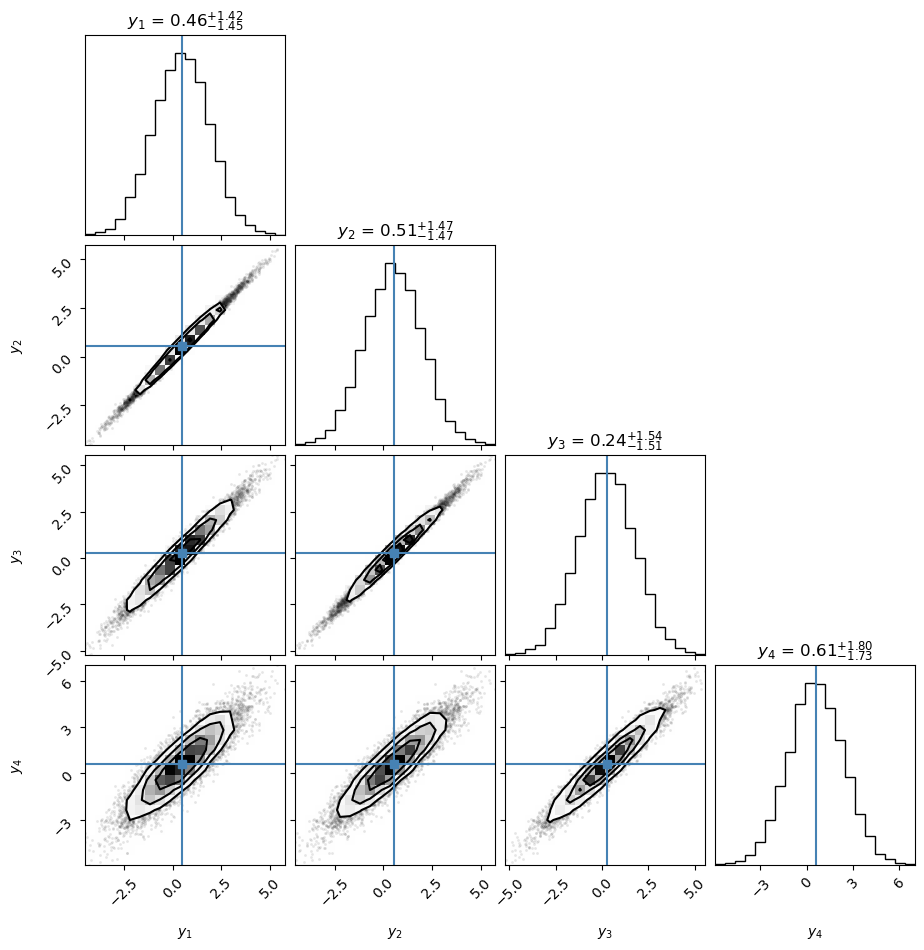 y₁ = 0.46+1.42−1.45
y₂ = 0.51+1.47−1.47
5.0
2.5
0.0
−2.5
y₂
y₃ = 0.24+1.54−1.51
5.0
2.5
0.0
−2.5
−5.0
y₃
y₄ = 0.61+1.80−1.73
6
3
0
−3
y₄
−2.5 0.0 2.5 5.0 −2.5 0.0 2.5 5.0 −5.0 −2.5 0.0 2.5 5.0 −3 0 3 6
y₁ y₂ y₃ y₄